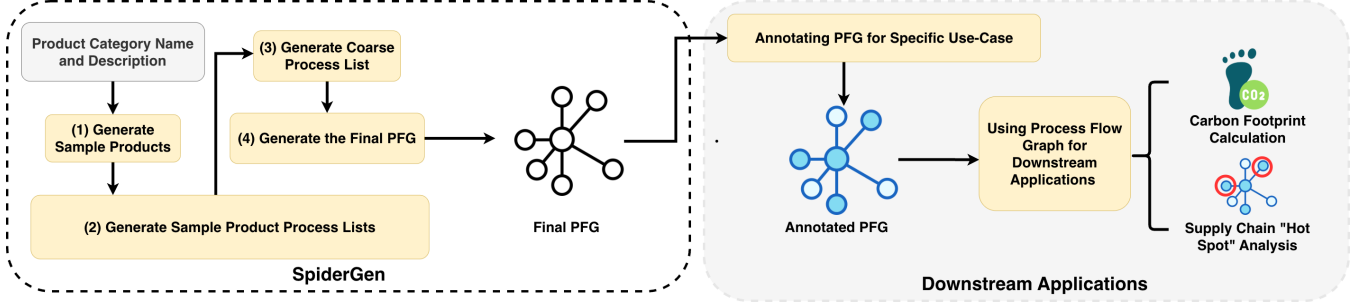 Product Category Name
and Description
(1) Generate
Sample Products
(2) Generate Sample Product Process Lists
(3) Generate Coarse
Process List
(4) Generate the Final PFG
Final PFG
SpiderGen
Annotating PFG for Specific Use-Case
Annotated PFG
Using Process Flow
Graph for
Downstream
Applications
CO2
Carbon Footprint
Calculation
Supply Chain "Hot
Spot" Analysis
Downstream Applications